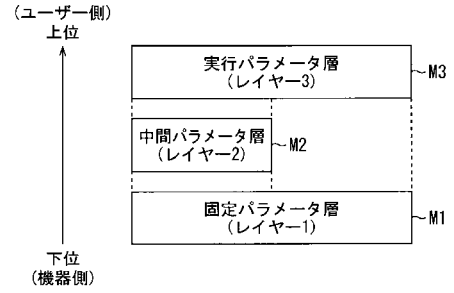 (ユーザー側)
上位
実行パラメータ層
(レイヤー3)
M3
中間パラメータ層
(レイヤー2)
M2
固定パラメータ層
(レイヤー1)
M1
下位
(機器側)